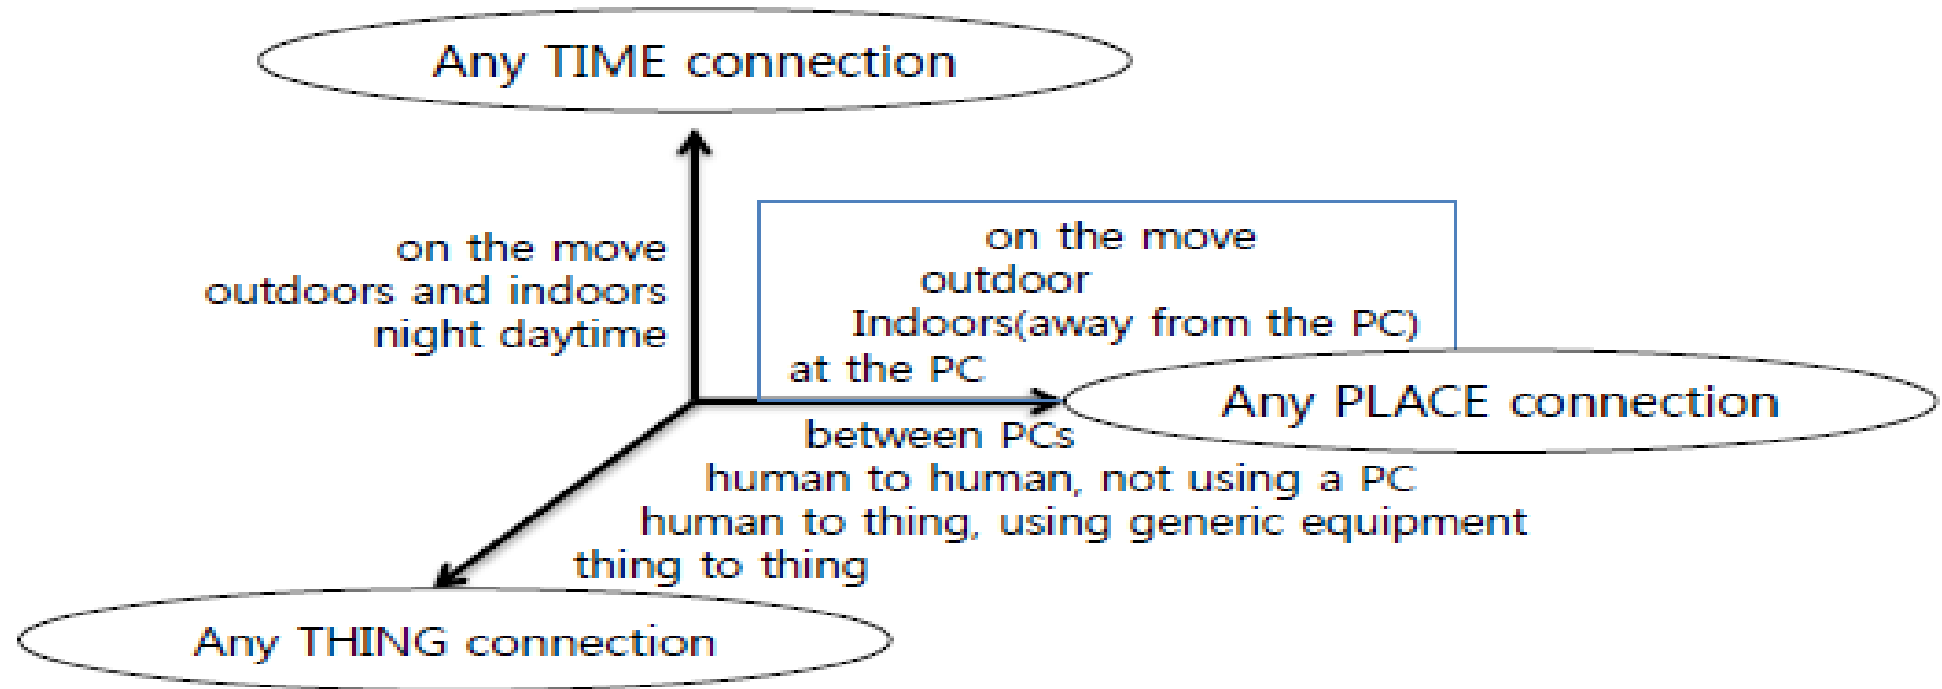 Any TIME connection
on the move
outdoors and indoors
night daytime
on the move
outdoor
Indoors(away from the PC)
at the PC
Any PLACE connection
between PCs
human to human, not using a PC
human to thing, using generic equipment
thing to thing
Any THING connection